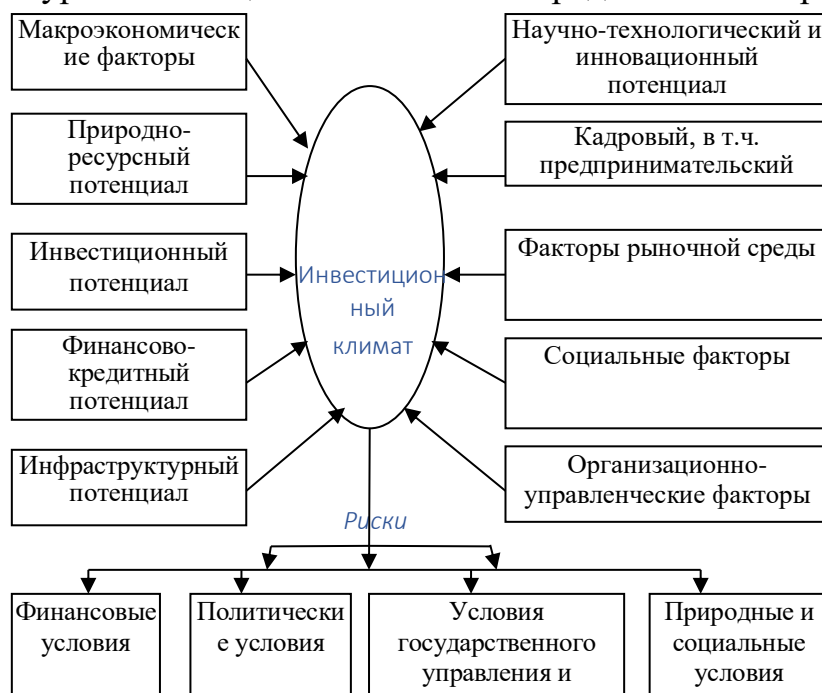 Макроэкономическ
ие факторы
Научно-технологический и
инновационный
потенциал
Природно-
ресурсный
потенциал
Кадровый, в т.ч.
предпринимательский
Инвестиционный
потенциал
Факторы рыночной среды
Инвестицион
ный
климат
Финансово-
кредитный
потенциал
Социальные факторы
Инфраструктурный
потенциал
Организационно-
управленческие факторы
Риски
Финансовые
условия
Политически
е условия
Условия
государственного
управления и
Природные и
социальные
условия